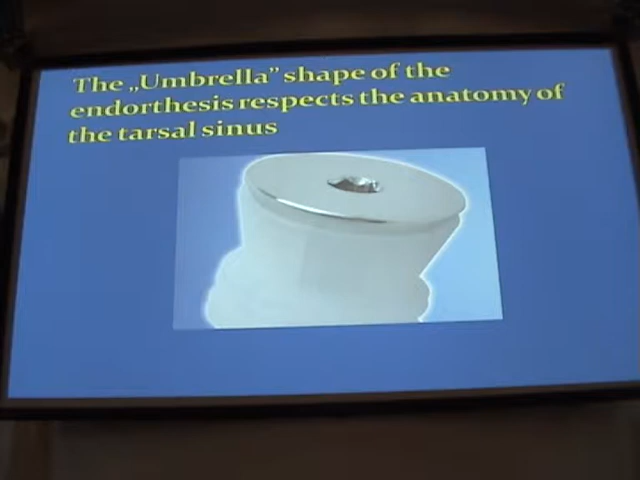 The „Umbrella” shape of the
endorthesis respects the anatomy of
the tarsal sinus